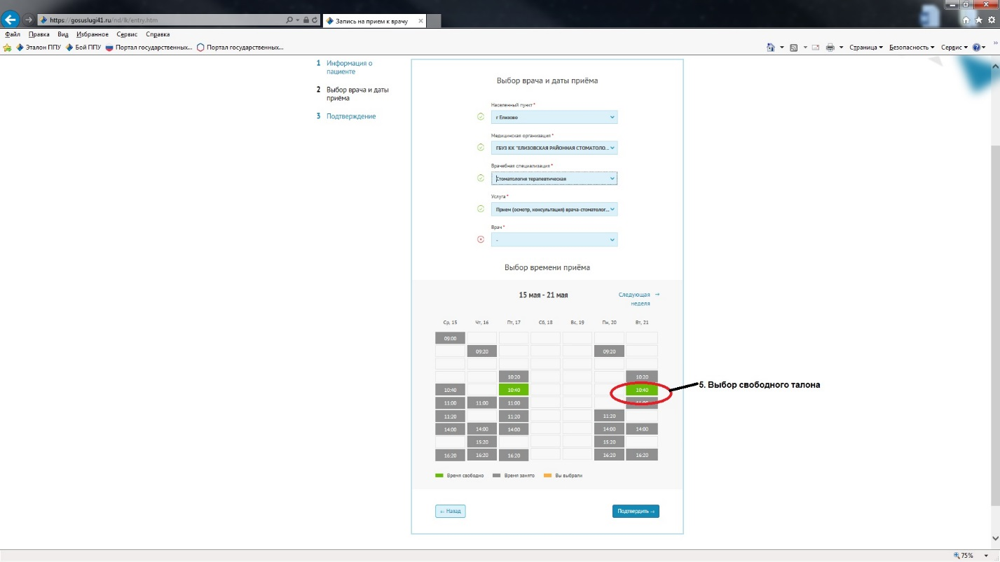 https://gosuslugi41.ru/nd/lk/entry.htm
Запись на прием к врачу
Файл Правка Вид Избранное Сервис Справка
Эталон ППУ Бой ППУ Портал государственных... Портал государственных...
Страница Безопасность Сервис
1 Информация о
пациенте
2 Выбор врача и даты
приёма
3 Подтверждение
Выбор врача и даты приёма
Населенный пункт *
г Елизово
Медицинская организация *
ГБУЗ КК "ЕЛИЗОВСКАЯ РАЙОННАЯ СТОМАТОЛО...
Врачебная специализация *
Стоматология терапевтическая
Услуга *
Прием (осмотр, консультация) врача-стоматолог...
Врач *
-
Выбор времени приёма
15 мая - 21 мая
Следующая →
неделя
Ср, 15 Чт, 16 Пт, 17 Сб, 18 Вс, 19 Пн, 20 Вт, 21
09:00
09:20 09:20
10:20 10:20
10:40 10:40 10:40
11:00 11:00 11:00 11:00
11:20 11:20 11:20
14:00 14:00 14:00 14:00 14:00
15:20 15:20
16:20 16:20 16:20 16:20 16:20
5. Выбор свободного талона
Время свободно Время занято Вы выбрали
← Назад Подтвердить →
75%